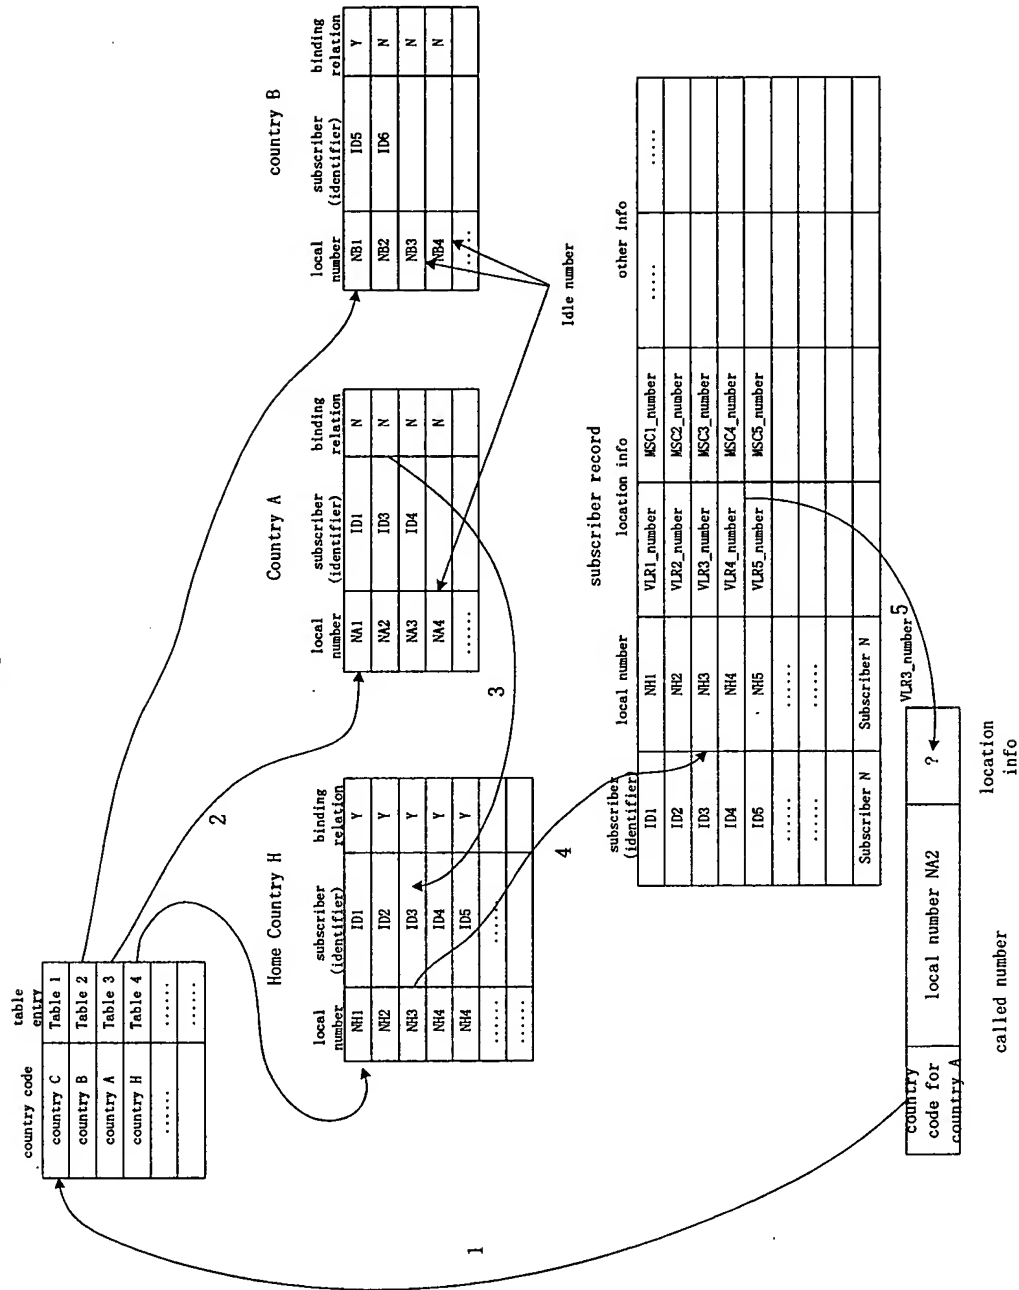 country code
table
entry
country C Table 1
country B Table 2
country A Table 3
country H Table 4
...... ......
......
Home Country H
local
number
subscriber
(identifier)
binding
relation
NH1 ID1 Y
NH2 ID2 Y
NH3 ID3 Y
NH4 ID4 Y
NH4 ID5 Y
...... ......
......
Country A
local
number
subscriber
(identifier)
binding
relation
NA1 ID1 N
NA2 ID3 N
NA3 ID4 N
NA4 N
......
country B
local
number
subscriber
(identifier)
binding
relation
NB1 ID5 Y
NB2 ID6 N
NB3 N
NB4 N
......
Idle number
1
2
3
4
5
subscriber record
subscriber
(identifier)
local number
location info
other info
ID1 NH1 VLR1_number MSC1_number ..... .....
ID2 NH2 VLR2_number MSC2_number
ID3 NH3 VLR3_number MSC3_number
ID4 NH4 VLR4_number MSC4_number
ID5 NH5 VLR5_number MSC5_number
...... ......
...... ......
Subscriber N Subscriber N
VLR3_number
country
code for
country A
local number NA2
?
called number
location
info